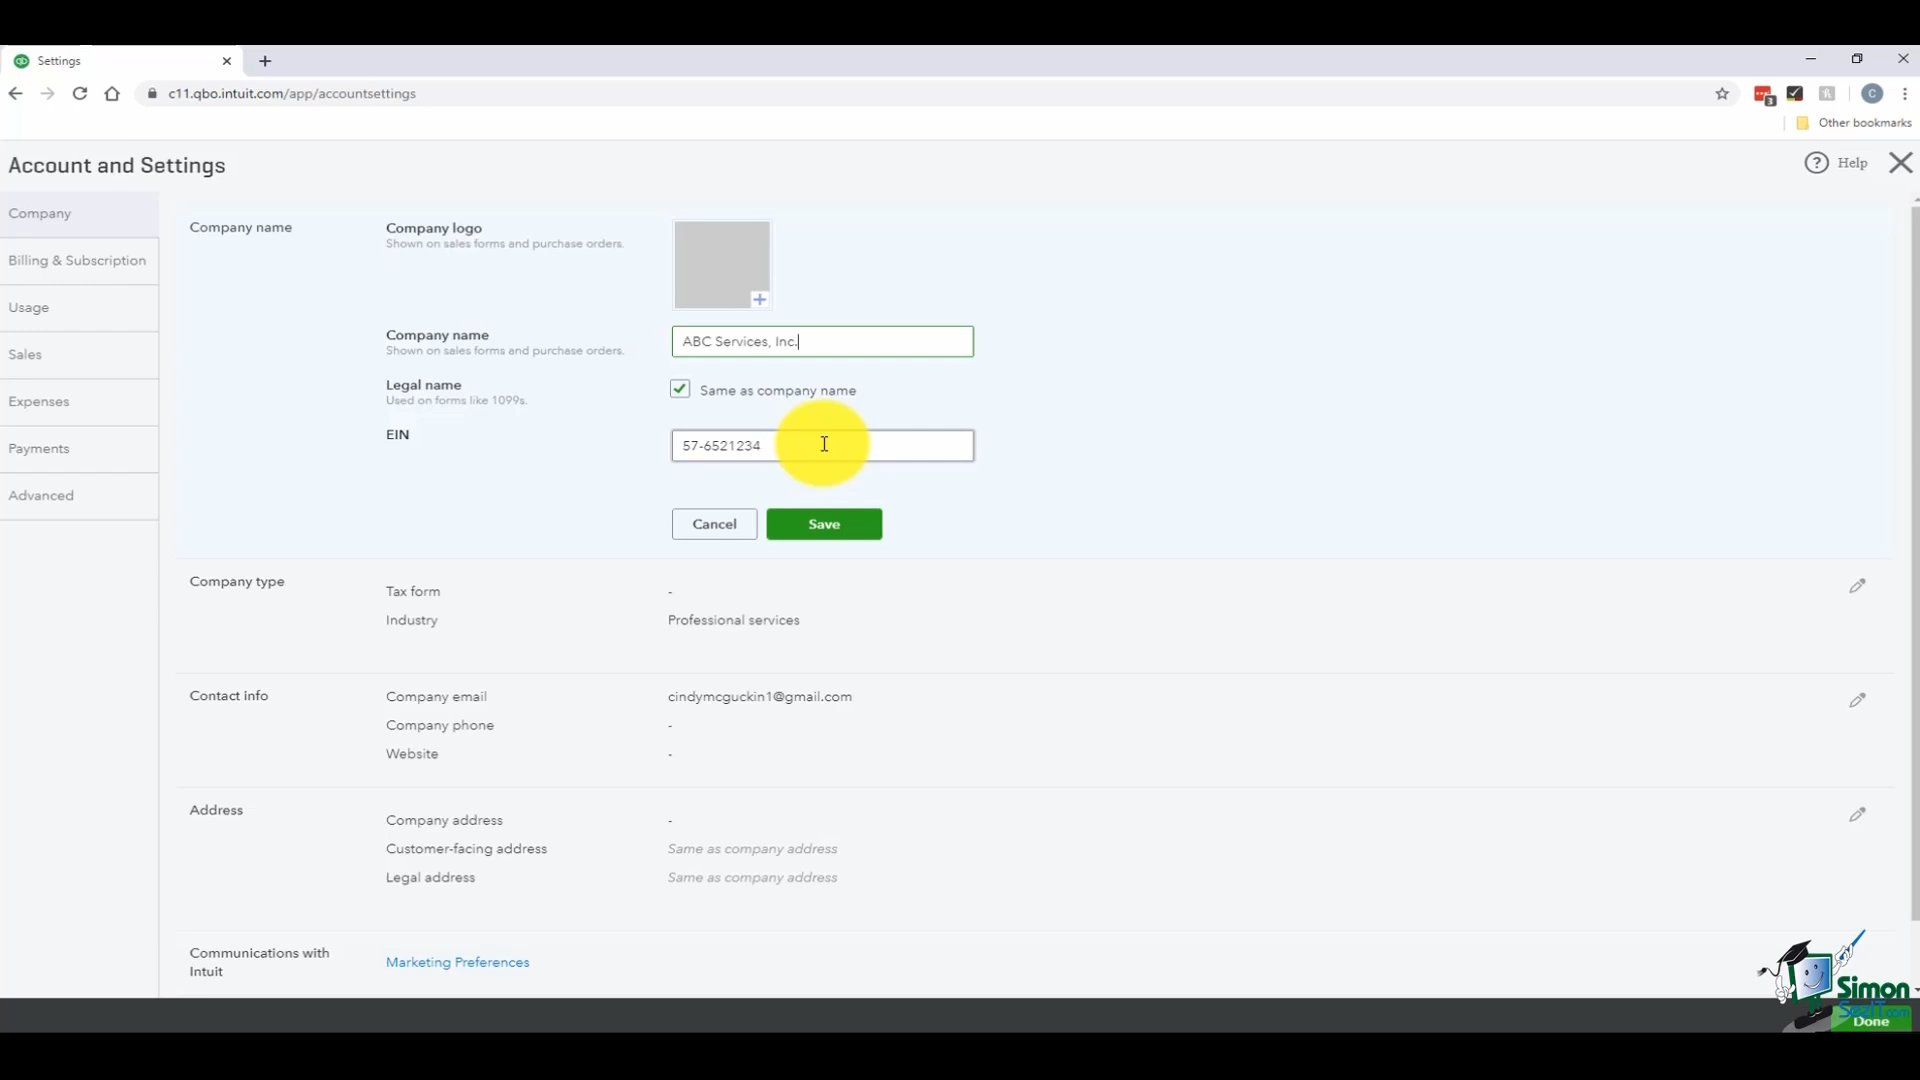 Settings
c11.qbo.intuit.com/app/accountsettings
3
C
Other bookmarks
Account and Settings
? Help
Company
Billing & Subscription
Usage
Sales
Expenses
Payments
Advanced
Company name
Company logo
Shown on sales forms and purchase orders.
Company name
Shown on sales forms and purchase orders.
ABC Services, Inc.
Legal name
Used on forms like 1099s.
Same as company name
EIN
57-6521234
Cancel
Save
Company type
Tax form -
Industry Professional services
Contact info
Company email cindymcguckin1@gmail.com
Company phone -
Website -
Address
Company address -
Customer-facing address Same as company address
Legal address Same as company address
Communications with
Intuit
Marketing Preferences
Simon
SezIT.com
Done